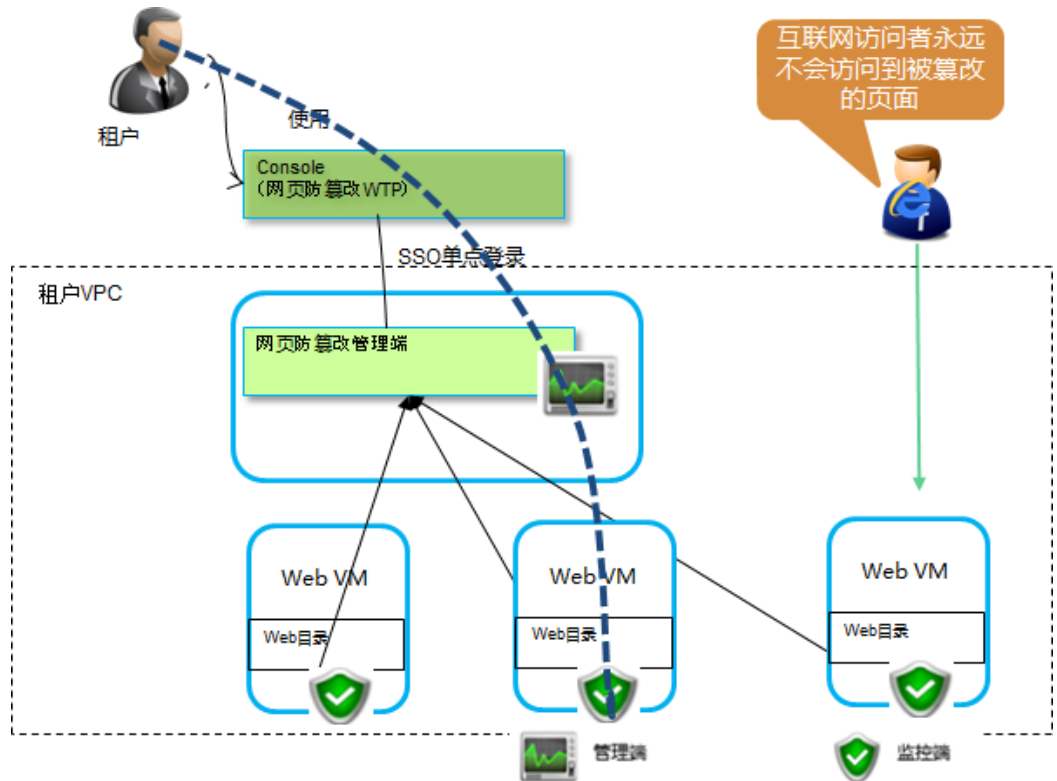 互联网访问者永远
不会访问到被篡改
的页面
租户
使用
Console
(网页防篡改WTP)
SSO单点登录
租户VPC
网页防篡改管理端
Web VM
Web VM
Web VM
Web目录
Web目录
Web目录
管理端
监控端